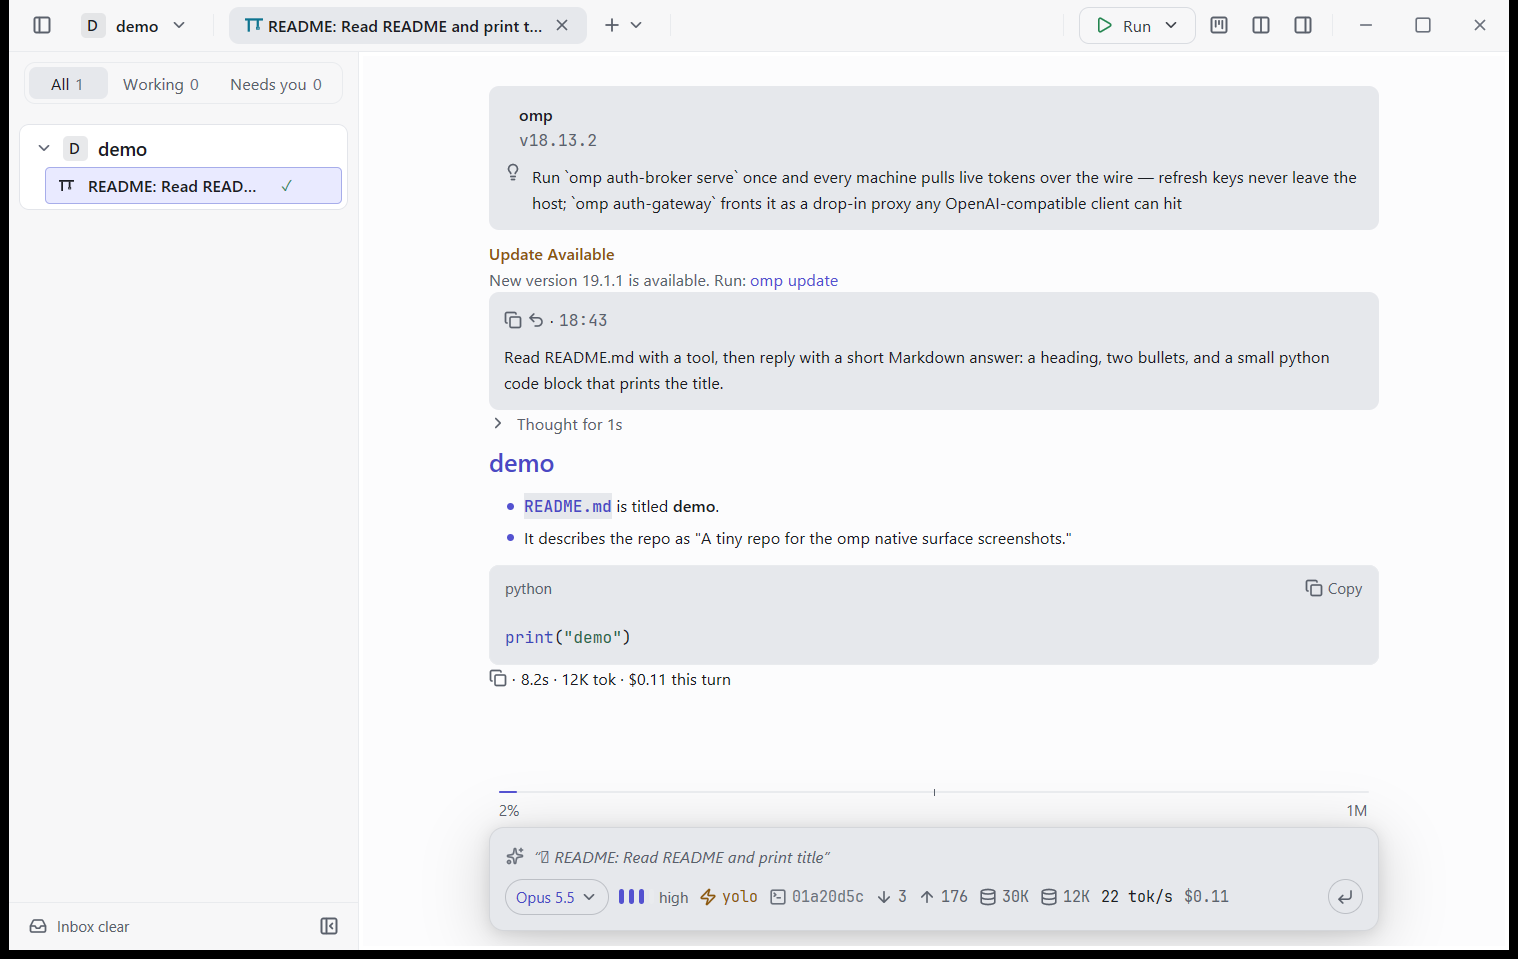 D demo
README: Read README and print t...
Run
All 1 Working 0 Needs you 0
D demo
README: Read READ... ✓
omp
v18.13.2
Run `omp auth-broker serve` once and every machine pulls live tokens over the wire — refresh keys never leave the
host; `omp auth-gateway` fronts it as a drop-in proxy any OpenAI-compatible client can hit
Update Available
New version 19.1.1 is available. Run: omp update
· 18:43
Read README.md with a tool, then reply with a short Markdown answer: a heading, two bullets, and a small python
code block that prints the title.
Thought for 1s
demo
• README.md is titled demo.
• It describes the repo as "A tiny repo for the omp native surface screenshots."
python Copy
print("demo")
· 8.2s · 12K tok · $0.11 this turn
2% 1M
“ README: Read README and print title”
Opus 5.5 high yolo 01a20d5c ↓ 3 ↑ 176 30K 12K 22 tok/s $0.11
Inbox clear